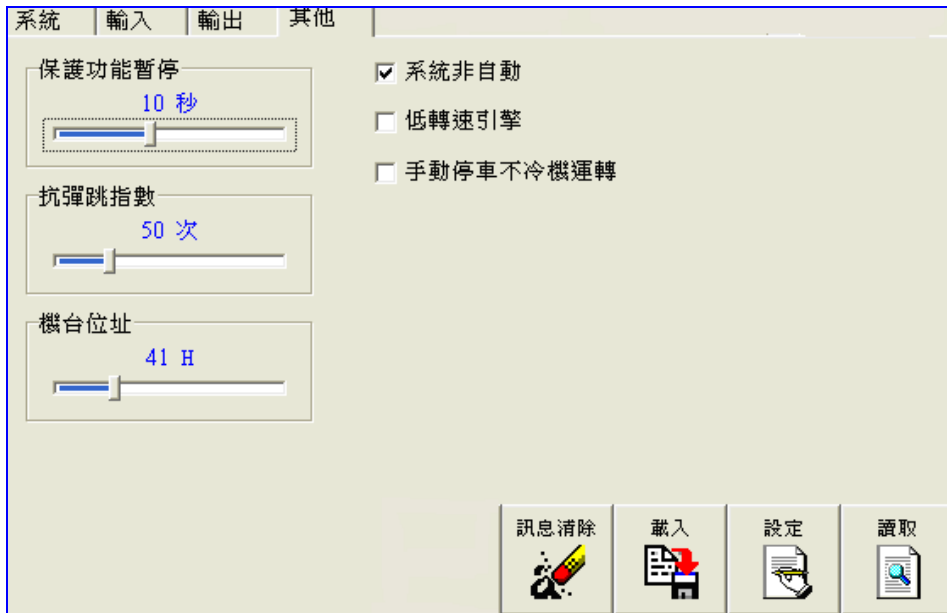 系統 輸入 輸出 其他
保護功能暫停
10 秒
抗彈跳指數
50 次
機台位址
41 H
系統非自動
低轉速引擎
手動停車不冷機運轉
訊息清除 載入 設定 讀取